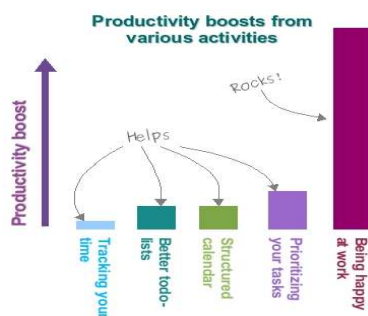 Productivity boosts from
various activities
Productivity boost
Rocks!
Helps
Tracking your
time
Better todo-
lists
Structured
calendar
Prioritizing
your tasks
Being happy
at work